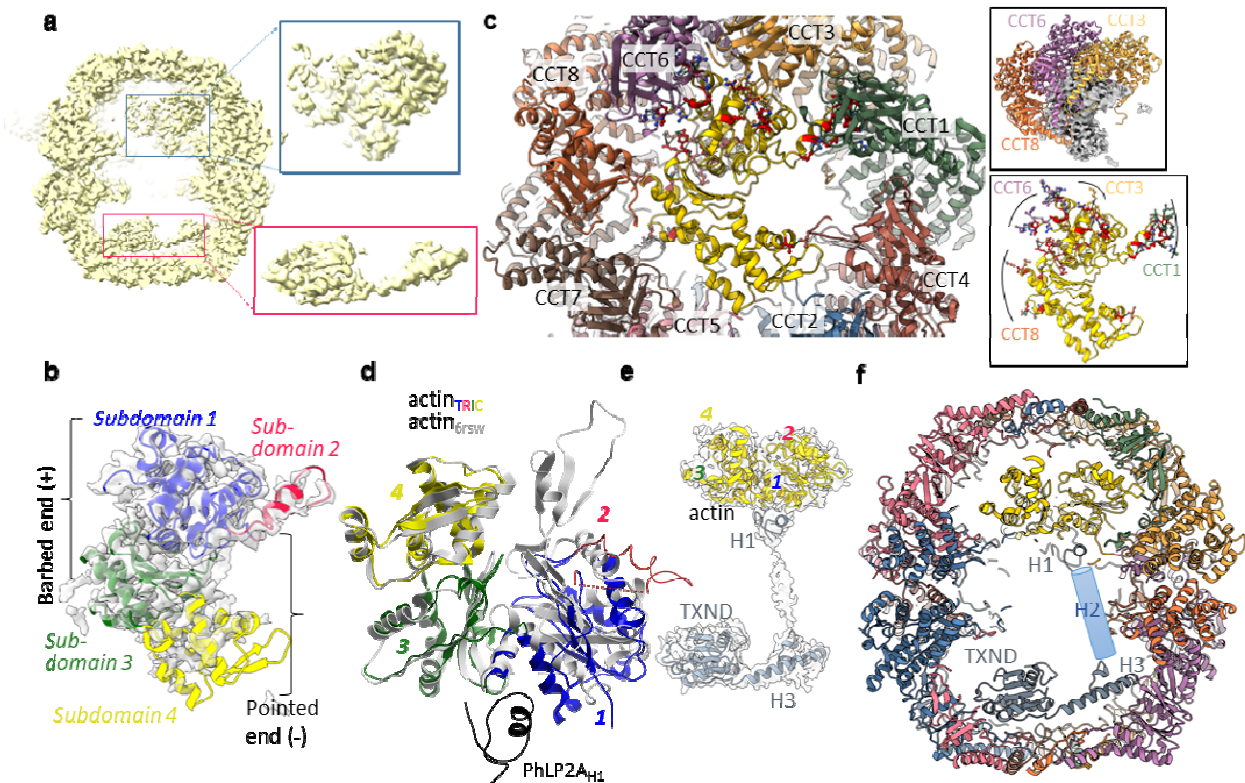 a
c
CCT3
CCT6
CCT8
CCT1
CCT7
CCT4
CCT5
CCT2
CCT6
CCT3
CCT8
CCT6
CCT3
CCT1
CCT8
b
Subdomain 1
Sub-
domain 2
Barbed end (+)
Sub-
domain 3
Subdomain 4
Pointed
end (-)
d
actinTRIC
actin6rsw
4
2
3
1
PhLP2AH1
e
4
2
3
1
actin
H1
TXND
H3
f
H1
H2
TXND
H3